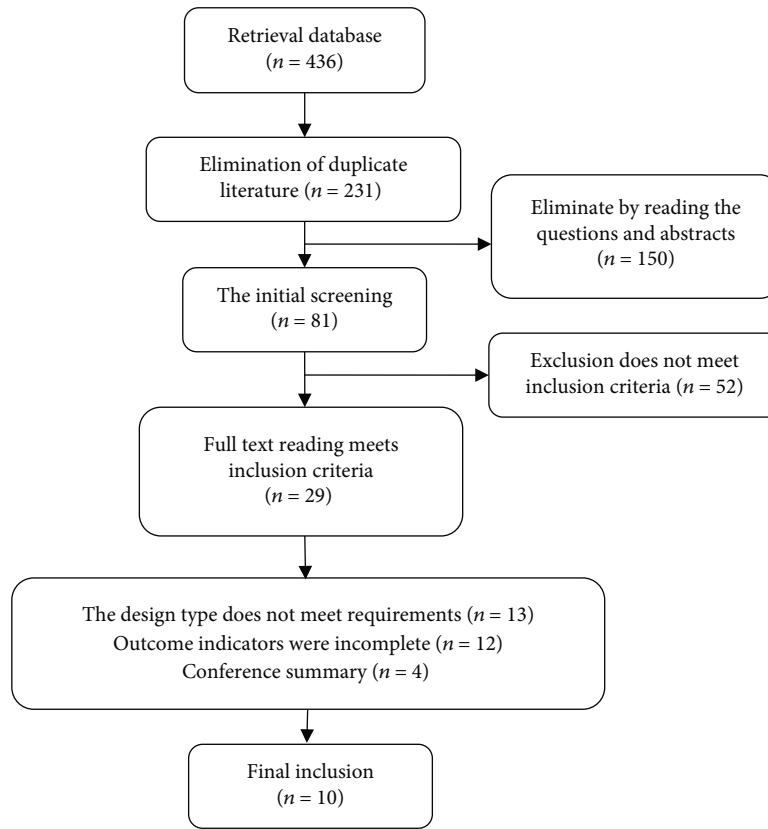 Retrieval database
(n = 436)
Elimination of duplicate
literature (n = 231)
Eliminate by reading the
questions and abstracts
(n = 150)
The initial screening
(n = 81)
Exclusion does not meet
inclusion criteria (n = 52)
Full text reading meets
inclusion criteria
(n = 29)
The design type does not meet requirements (n = 13)
Outcome indicators were incomplete (n = 12)
Conference summary (n = 4)
Final inclusion
(n = 10)